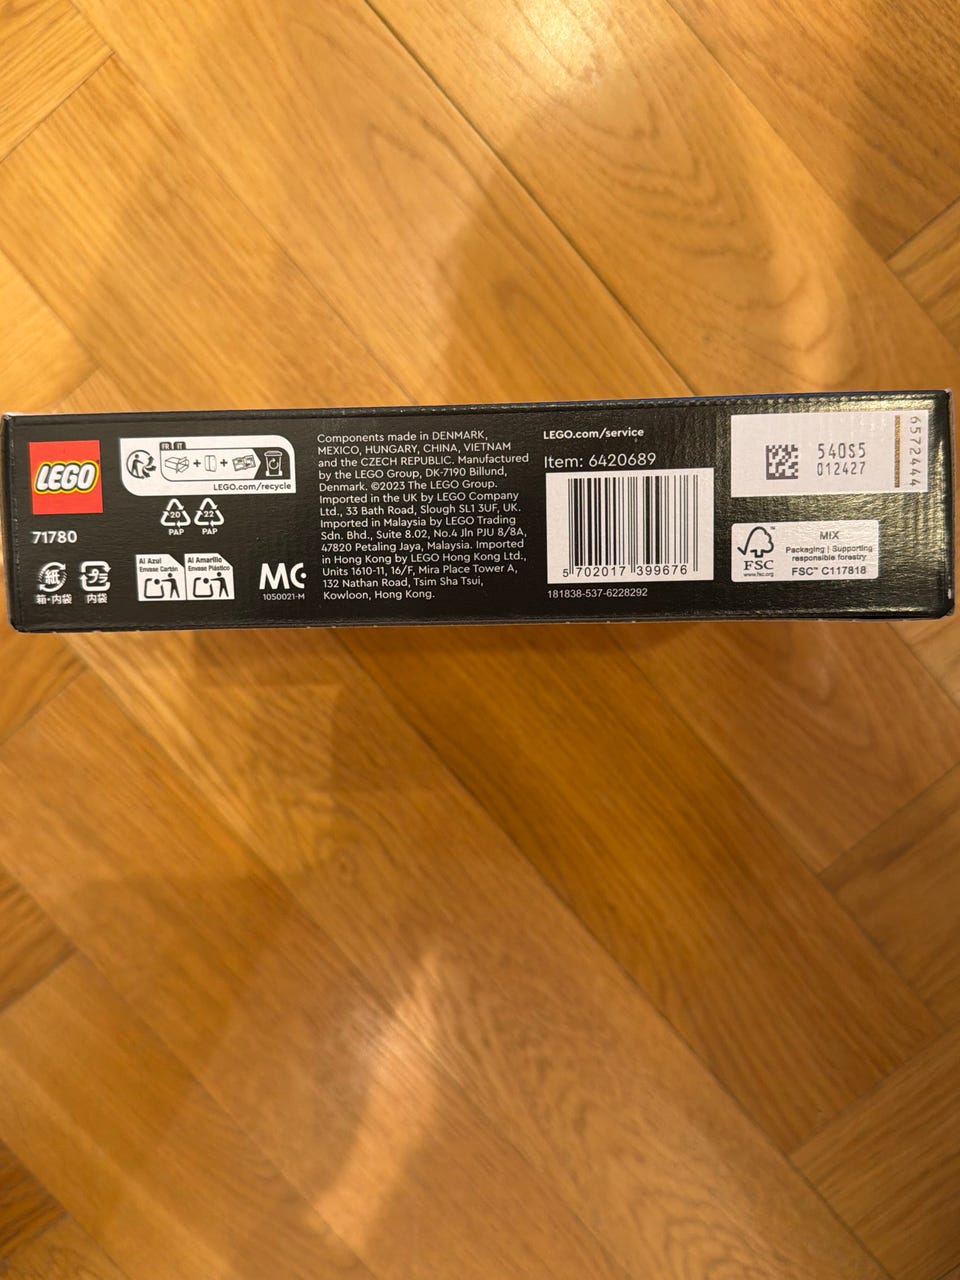 LEGO
71780
FR IT
LEGO.com/recycle
20
PAP
22
PAP
紙
箱・内袋
プラ
内袋
Al Azul
Envase Cartón
Al Amarillo
Envase Plástico
1050021-M
Components made in DENMARK,
MEXICO, HUNGARY, CHINA, VIETNAM
and the CZECH REPUBLIC. Manufactured
by the LEGO Group, DK-7190 Billund,
Denmark. ©2023 The LEGO Group.
Imported in the UK by LEGO Company
Ltd., 33 Bath Road, Slough SL1 3UF, UK.
Imported in Malaysia by LEGO Trading
Sdn. Bhd., Suite 8.02, No.4 Jln PJU 8/8A,
47820 Petaling Jaya, Malaysia. Imported
in Hong Kong by LEGO Hong Kong Ltd.,
Units 1610-11, 16/F, Mira Place Tower A,
132 Nathan Road, Tsim Sha Tsui,
Kowloon, Hong Kong.
LEGO.com/service
Item: 6420689
5 702017 399676
181838-537-6228292
540S5
012427
6572444
FSC
www.fsc.org
MIX
Packaging | Supporting
responsible forestry
FSC™ C117818